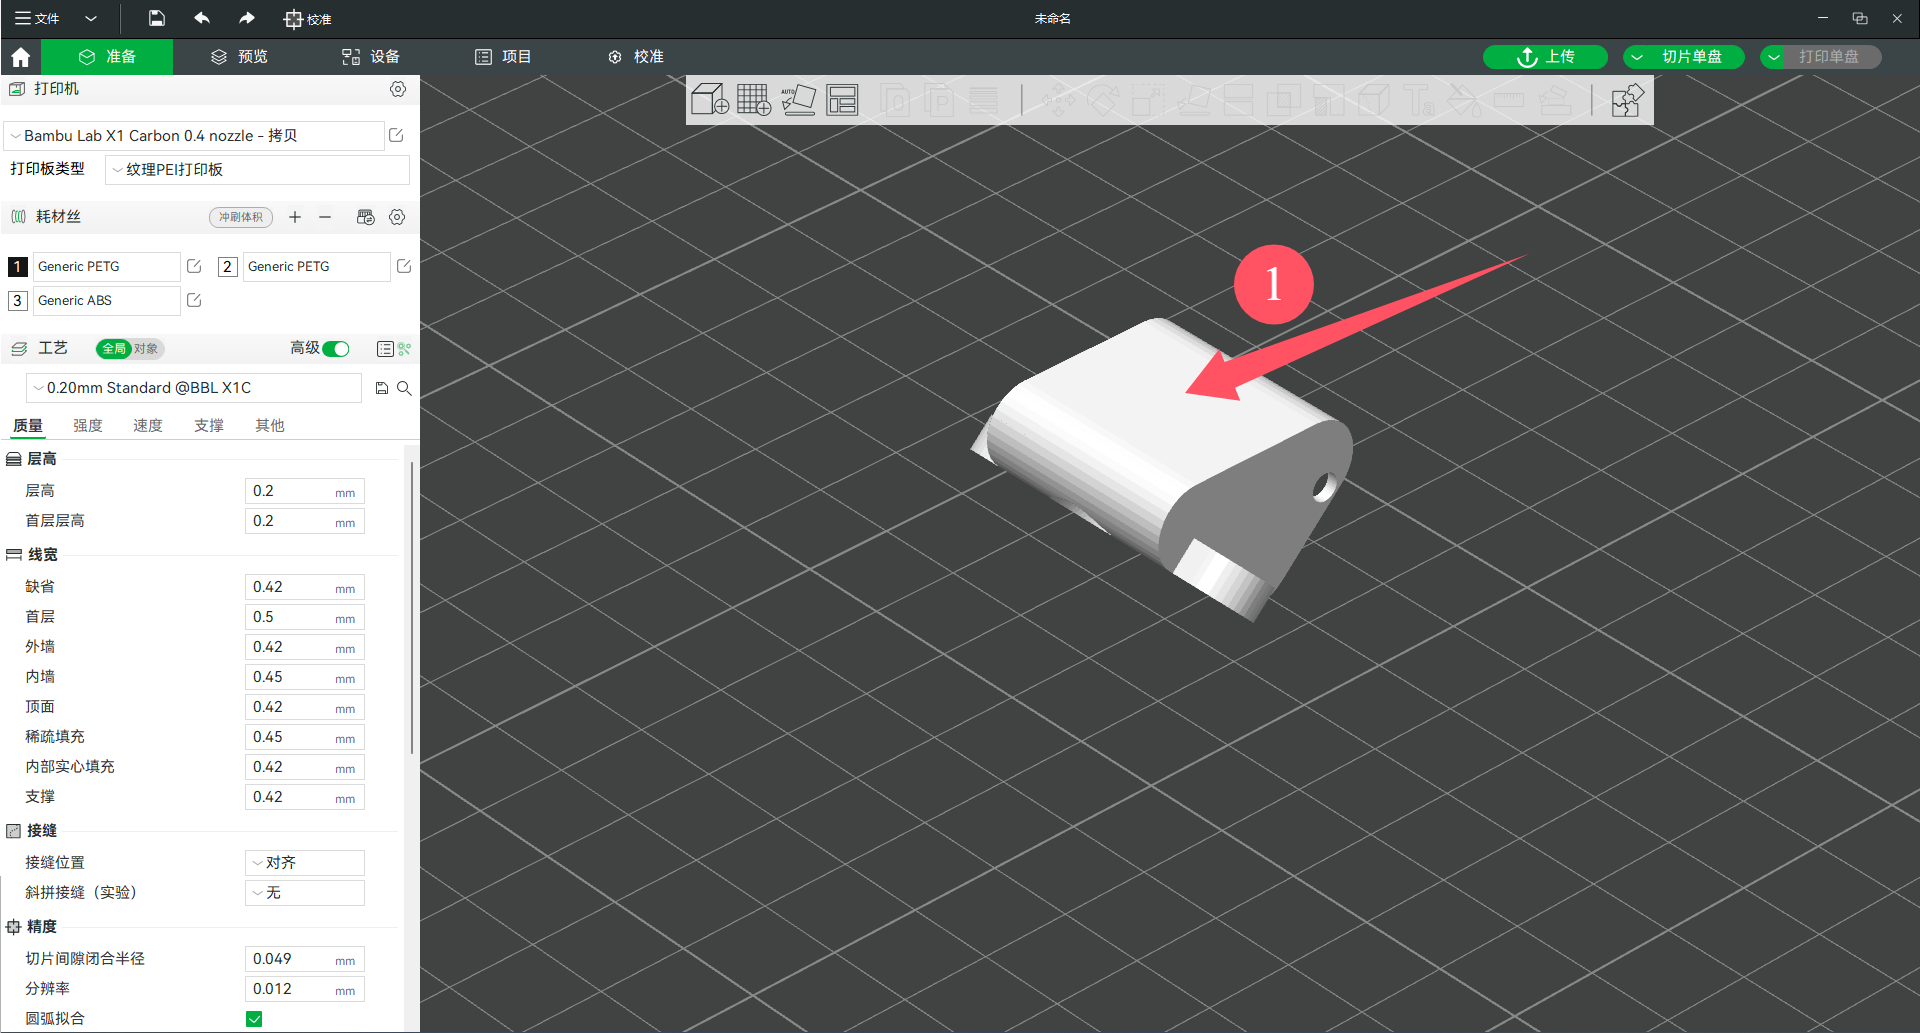 文件
校准
未命名
准备
预览
设备
项目
校准
上传
切片单盘
打印单盘
打印机
AUTO
Bambu Lab X1 Carbon 0.4 nozzle - 拷贝
打印板类型
纹理PEI打印板
耗材丝
冲刷体积
1 Generic PETG
2 Generic PETG
3 Generic ABS
工艺
全局
对象
高级
0.20mm Standard @BBL X1C
质量
强度
速度
支撑
其他
层高
层高 0.2 mm
首层层高 0.2 mm
线宽
缺省 0.42 mm
首层 0.5 mm
外墙 0.42 mm
内墙 0.45 mm
顶面 0.42 mm
稀疏填充 0.45 mm
内部实心填充 0.42 mm
支撑 0.42 mm
接缝
接缝位置 对齐
斜拼接缝（实验） 无
精度
切片间隙闭合半径 0.049 mm
分辨率 0.012 mm
圆弧拟合
1